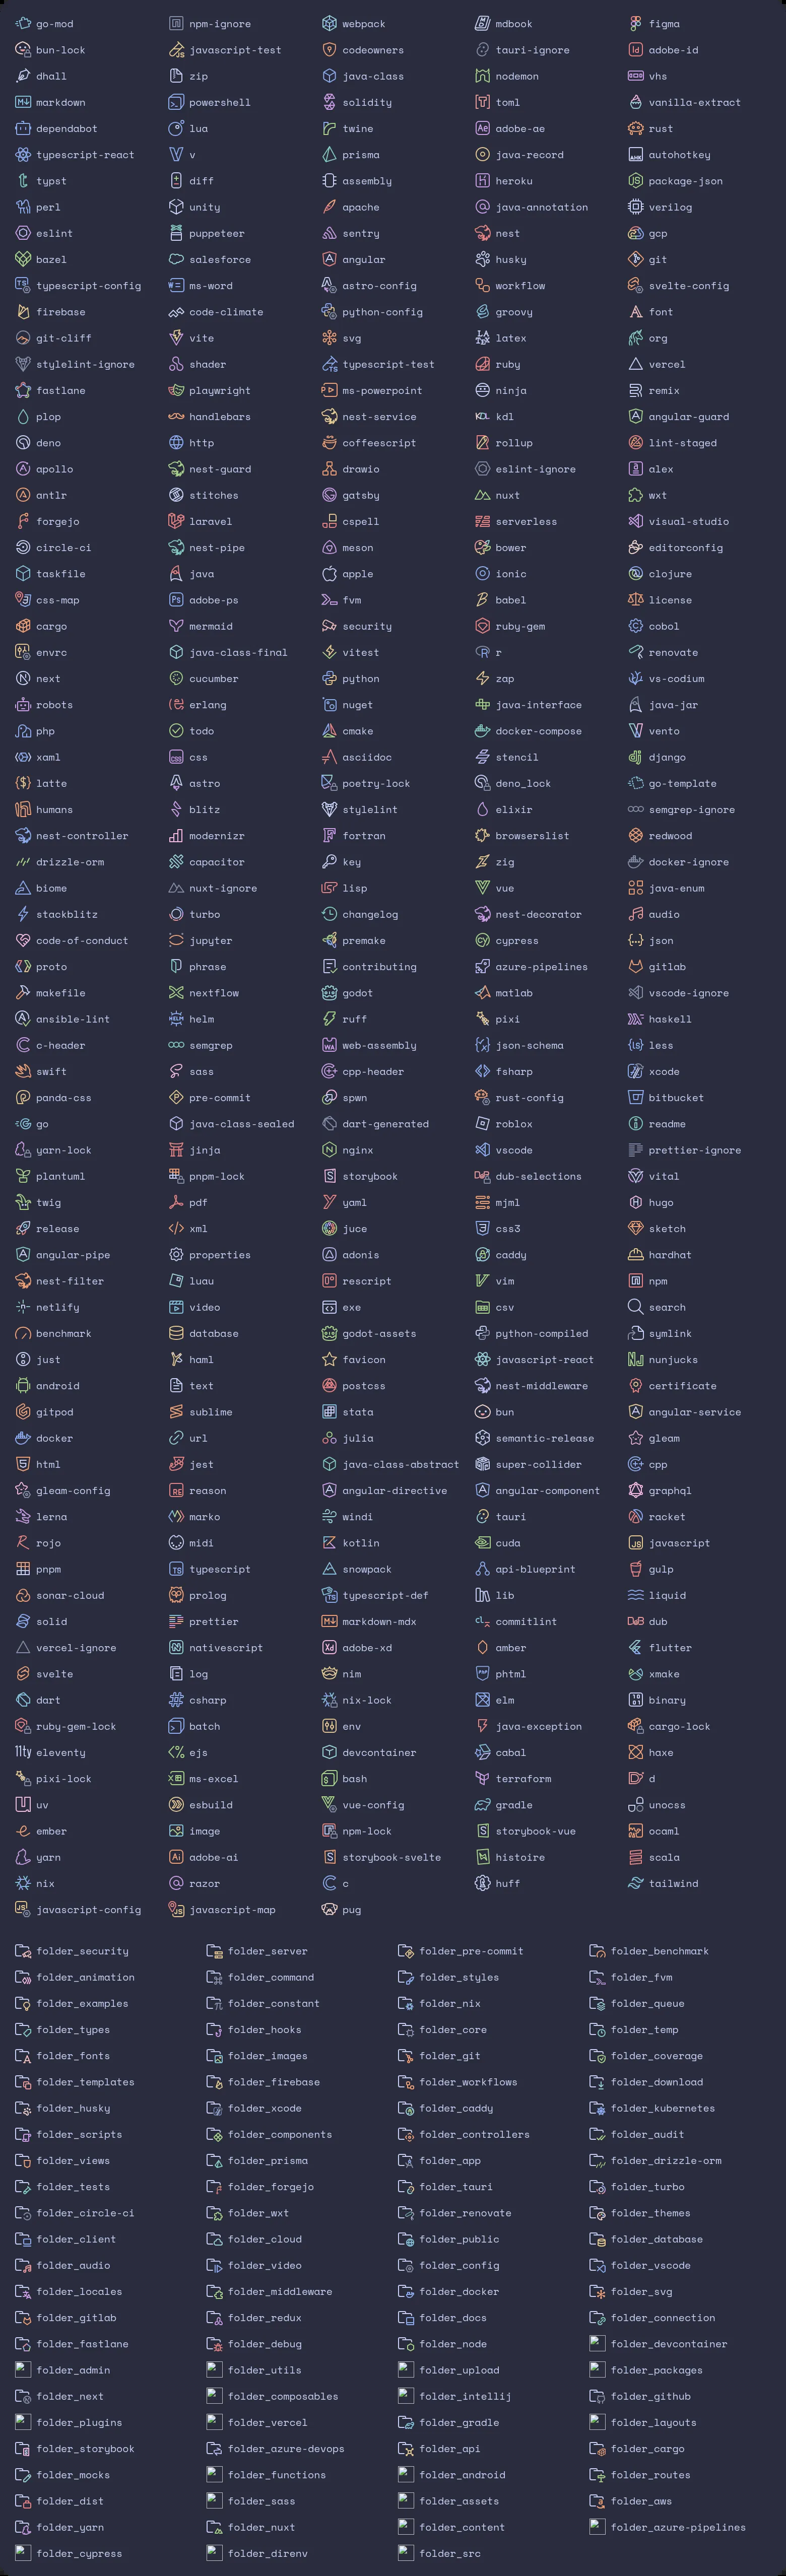 go-mod npm-ignore webpack mdbook figma
bun-lock javascript-test codeowners tauri-ignore adobe-id
dhall zip java-class nodemon vhs
markdown powershell solidity toml vanilla-extract
dependabot lua twine adobe-ae rust
typescript-react v prisma java-record autohotkey
typst diff assembly heroku package-json
perl unity apache java-annotation verilog
eslint puppeteer sentry nest gcp
bazel salesforce angular husky git
typescript-config ms-word astro-config workflow svelte-config
firebase code-climate python-config groovy font
git-cliff vite svg latex org
stylelint-ignore shader typescript-test ruby vercel
fastlane playwright ms-powerpoint ninja remix
plop handlebars nest-service kdl angular-guard
deno http coffeescript rollup lint-staged
apollo nest-guard drawio eslint-ignore alex
antlr stitches gatsby nuxt wxt
forgejo laravel cspell serverless visual-studio
circle-ci nest-pipe meson bower editorconfig
taskfile java apple ionic clojure
css-map adobe-ps fvm babel license
cargo mermaid security ruby-gem cobol
envrc java-class-final vitest r renovate
next cucumber python zap vs-codium
robots erlang nuget java-interface java-jar
php todo cmake docker-compose vento
xaml css asciidoc stencil django
latte astro poetry-lock deno_lock go-template
humans blitz stylelint elixir semgrep-ignore
nest-controller modernizr fortran browserslist redwood
drizzle-orm capacitor key zig docker-ignore
biome nuxt-ignore lisp vue java-enum
stackblitz turbo changelog nest-decorator audio
code-of-conduct jupyter premake cypress json
proto phrase contributing azure-pipelines gitlab
makefile nextflow godot matlab vscode-ignore
ansible-lint helm ruff pixi haskell
c-header semgrep web-assembly json-schema less
swift sass cpp-header fsharp xcode
panda-css pre-commit spwn rust-config bitbucket
go java-class-sealed dart-generated roblox readme
yarn-lock jinja nginx vscode prettier-ignore
plantuml pnpm-lock storybook dub-selections vital
twig pdf yaml mjml hugo
release xml juce css3 sketch
angular-pipe properties adonis caddy hardhat
nest-filter luau rescript vim npm
netlify video exe csv search
benchmark database godot-assets python-compiled symlink
just haml favicon javascript-react nunjucks
android text postcss nest-middleware certificate
gitpod sublime stata bun angular-service
docker url julia semantic-release gleam
html jest java-class-abstract super-collider cpp
gleam-config reason angular-directive angular-component graphql
lerna marko windi tauri racket
rojo midi kotlin cuda javascript
pnpm typescript snowpack api-blueprint gulp
sonar-cloud prolog typescript-def lib liquid
solid prettier markdown-mdx commitlint dub
vercel-ignore nativescript adobe-xd amber flutter
svelte log nim phtml xmake
dart csharp nix-lock elm binary
ruby-gem-lock batch env java-exception cargo-lock
eleventy ejs devcontainer cabal haxe
pixi-lock ms-excel bash terraform d
uv esbuild vue-config gradle unocss
ember image npm-lock storybook-vue ocaml
yarn adobe-ai storybook-svelte histoire scala
nix razor c huff tailwind
javascript-config javascript-map pug
folder_security folder_server folder_pre-commit folder_benchmark
folder_animation folder_command folder_styles folder_fvm
folder_examples folder_constant folder_nix folder_queue
folder_types folder_hooks folder_core folder_temp
folder_fonts folder_images folder_git folder_coverage
folder_templates folder_firebase folder_workflows folder_download
folder_husky folder_xcode folder_caddy folder_kubernetes
folder_scripts folder_components folder_controllers folder_audit
folder_views folder_prisma folder_app folder_drizzle-orm
folder_tests folder_forgejo folder_tauri folder_turbo
folder_circle-ci folder_wxt folder_renovate folder_themes
folder_client folder_cloud folder_public folder_database
folder_audio folder_video folder_config folder_vscode
folder_locales folder_middleware folder_docker folder_svg
folder_gitlab folder_redux folder_docs folder_connection
folder_fastlane folder_debug folder_node folder_devcontainer
folder_admin folder_utils folder_upload folder_packages
folder_next folder_composables folder_intellij folder_github
folder_plugins folder_vercel folder_gradle folder_layouts
folder_storybook folder_azure-devops folder_api folder_cargo
folder_mocks folder_functions folder_android folder_routes
folder_dist folder_sass folder_assets folder_aws
folder_yarn folder_nuxt folder_content folder_azure-pipelines
folder_cypress folder_direnv folder_src